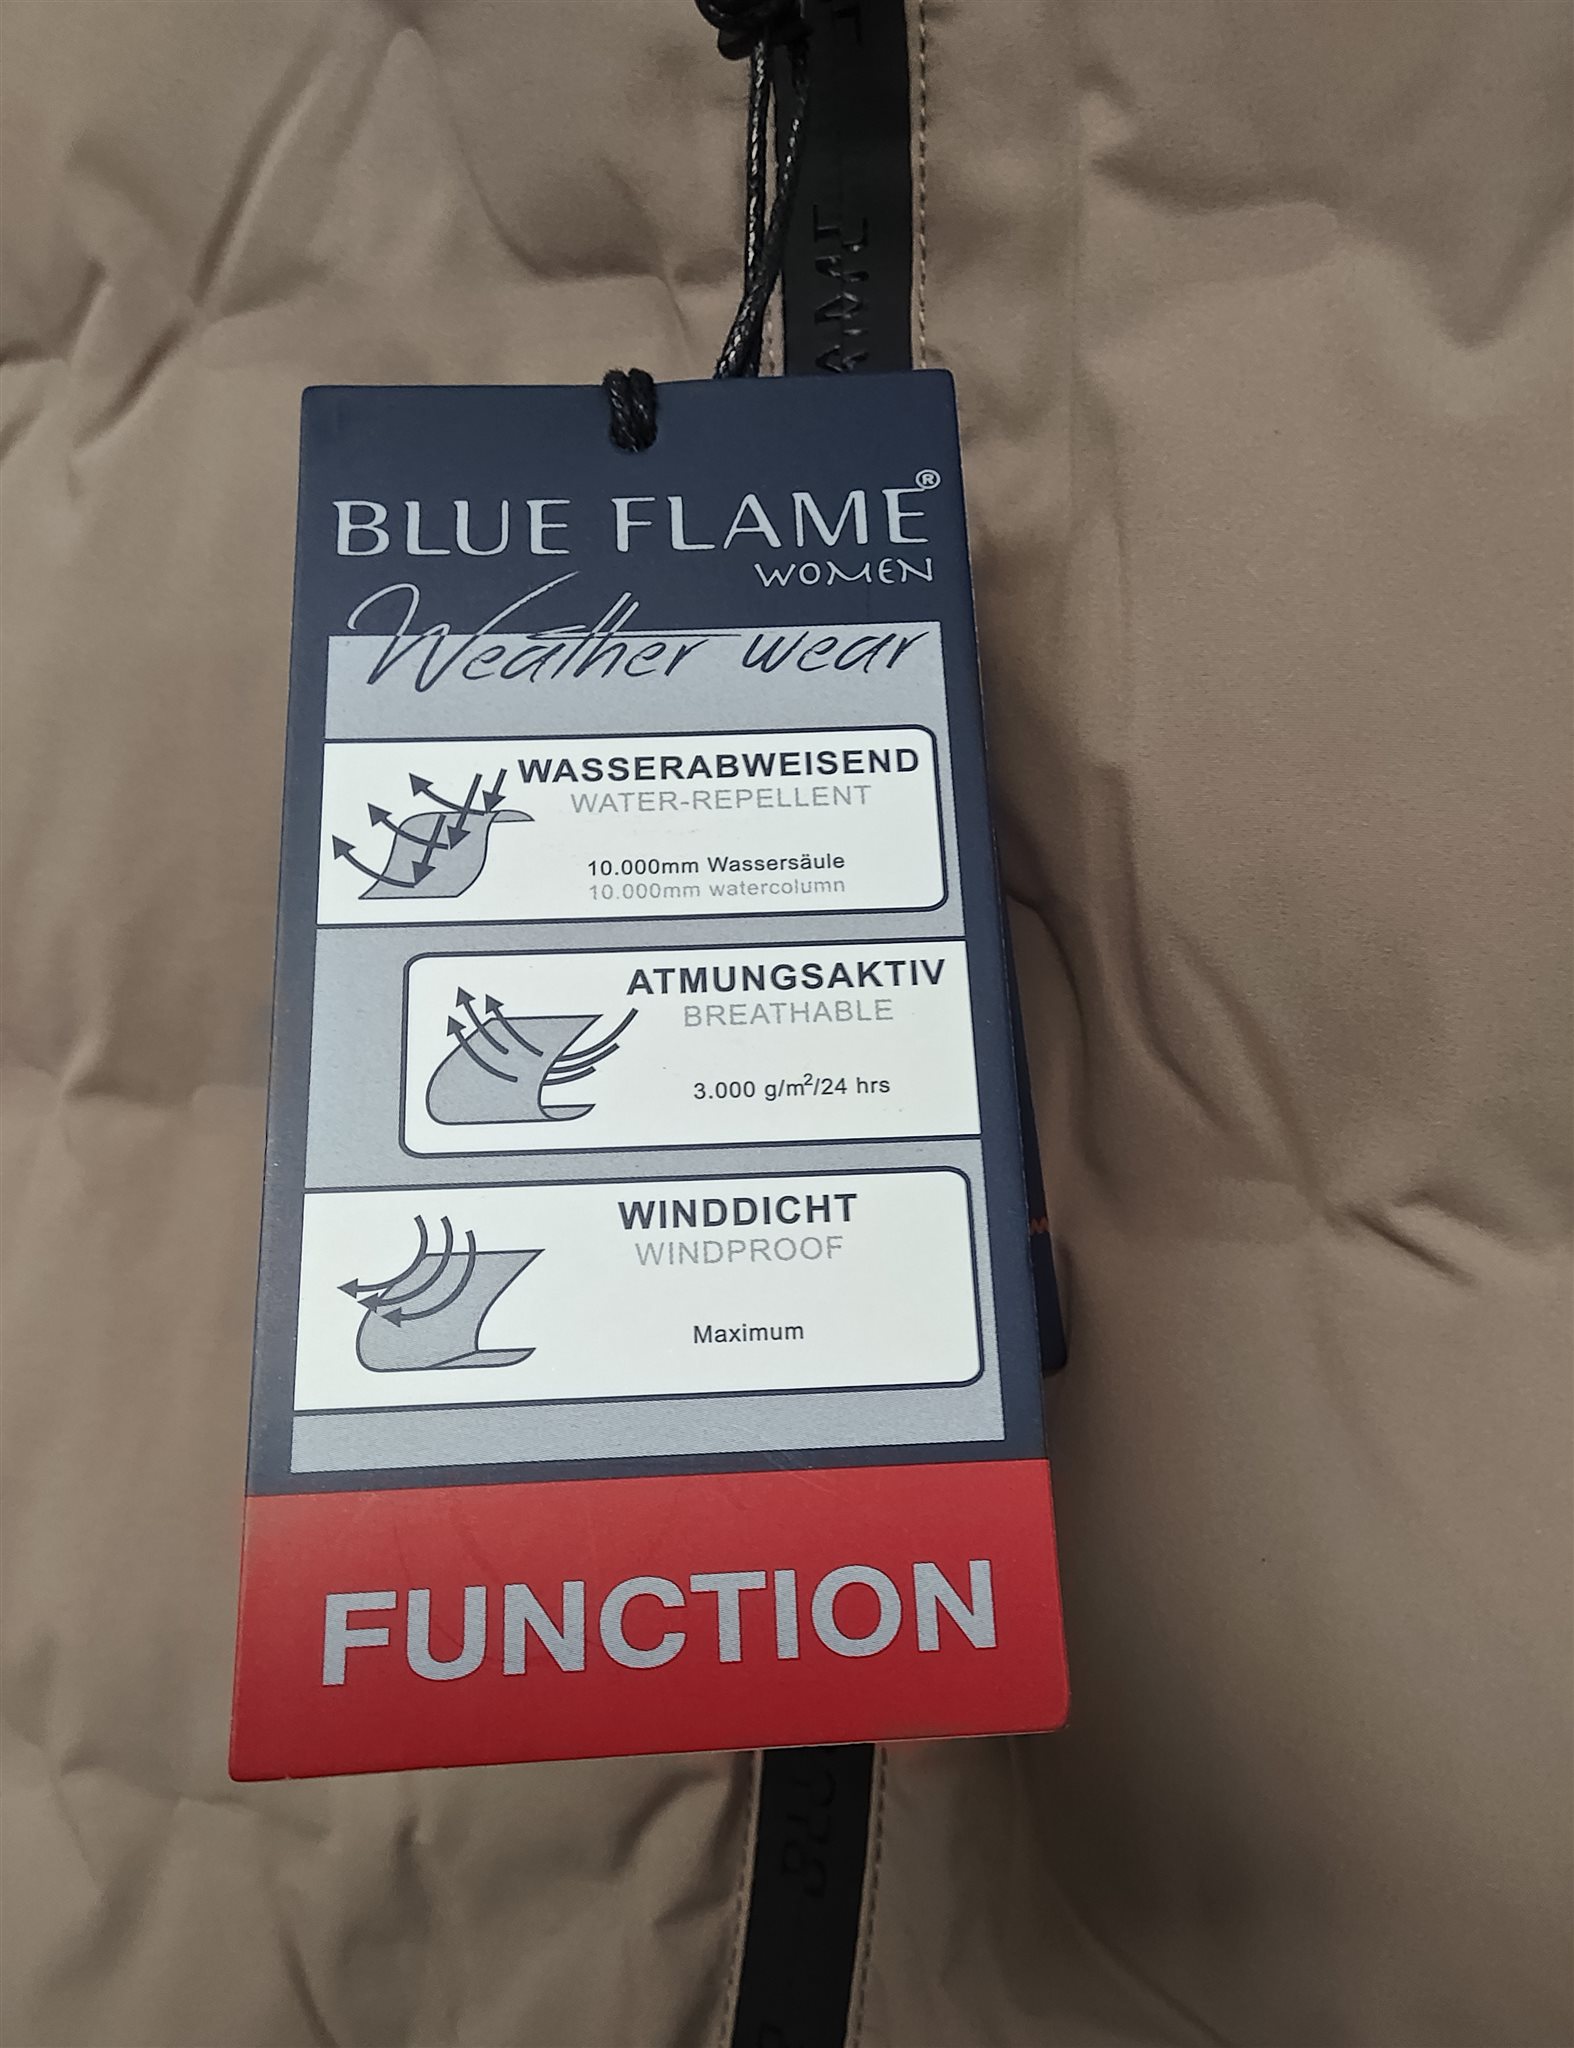 BLUE FLAME®
WOMEN
Weather wear
WASSERABWEISEND
WATER-REPELLENT
10.000mm Wassersäule
10.000mm watercolumn
ATMUNGSAKTIV
BREATHABLE
3.000 g/m²/24 hrs
WINDDICHT
WINDPROOF
Maximum
FUNCTION